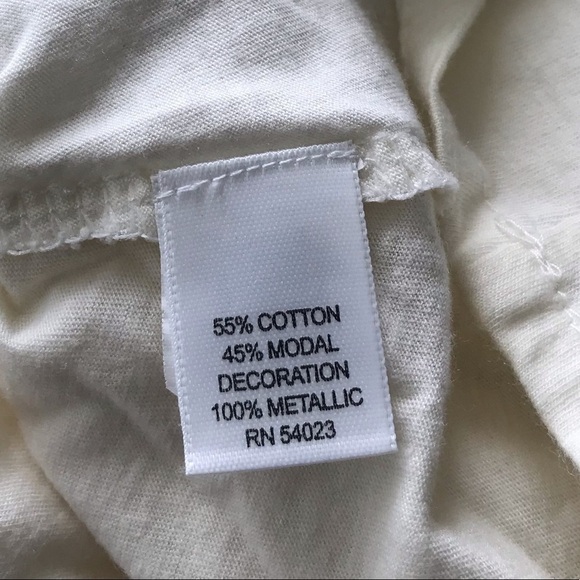 55% COTTON
45% MODAL
DECORATION
100% METALLIC
RN 54023